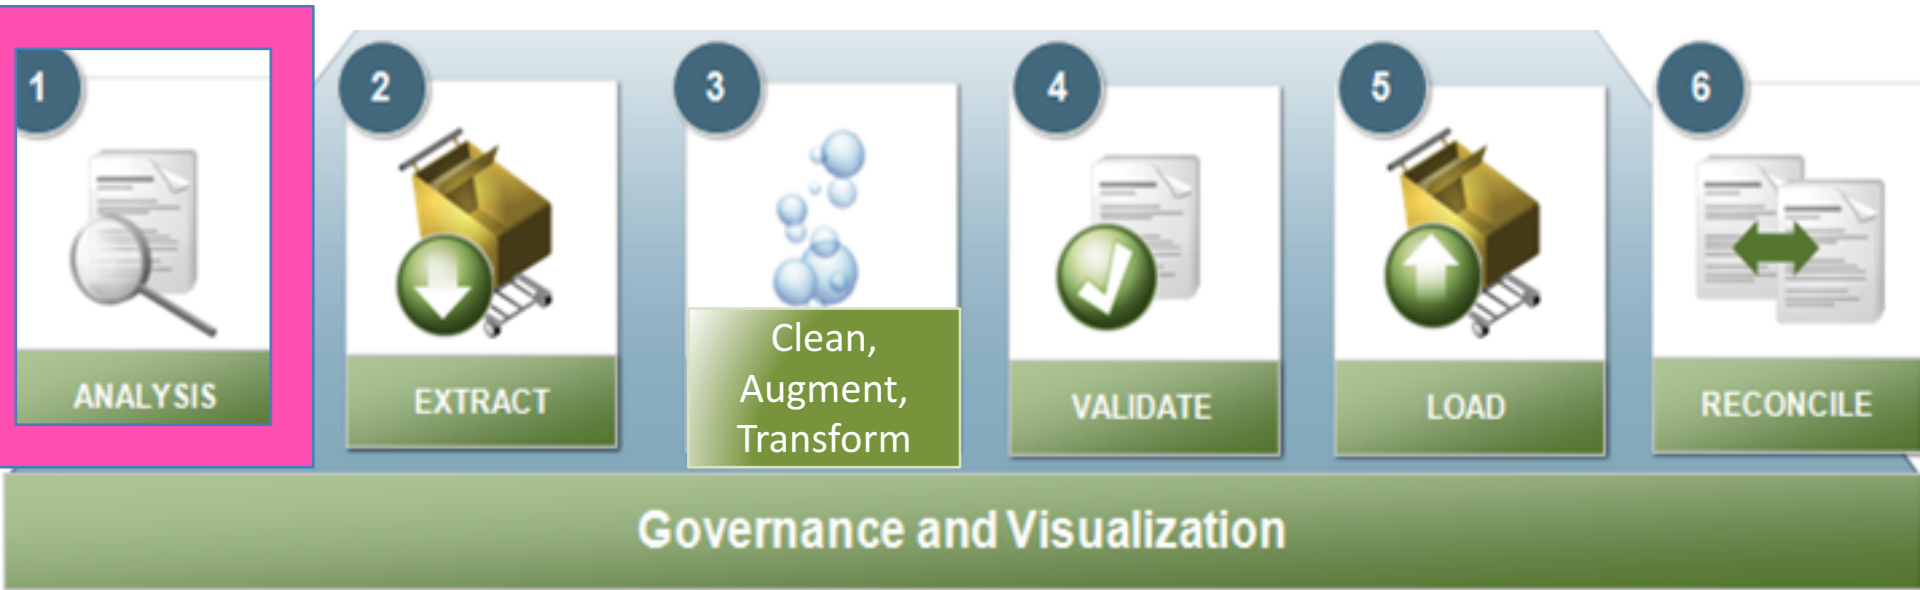 1
ANALYSIS
2
EXTRACT
3
Clean,
Augment,
Transform
4
VALIDATE
5
LOAD
6
RECONCILE
Governance and Visualization